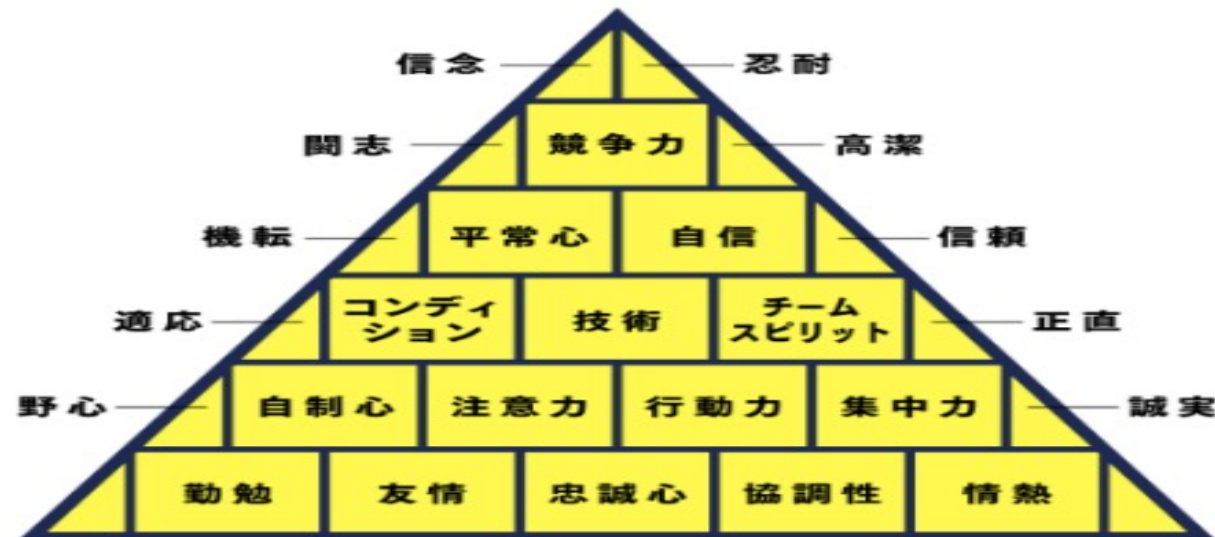 信念
忍耐
闘志
競争力
高潔
機転
平常心
自信
信頼
適応
コンディ
ション
技術
チーム
スピリット
正直
野心
自制心
注意力
行動力
集中力
誠実
勤勉
友情
忠誠心
協調性
情熱